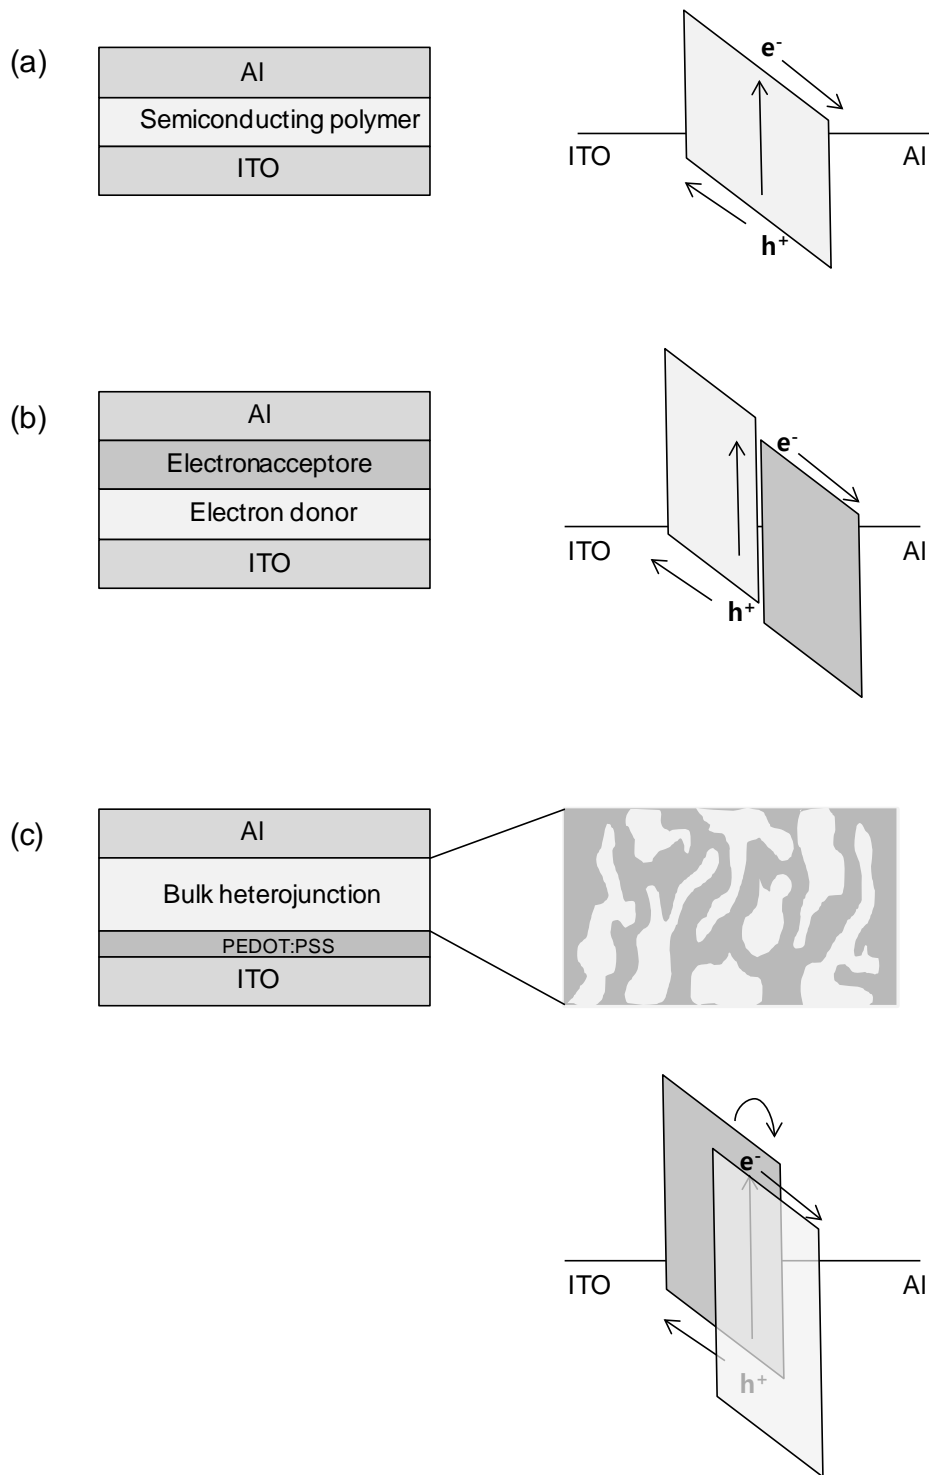 (a)
Al
Semiconducting polymer
ITO
e-
ITO
Al
h+
(b)
Al
Electronacceptore
Electron donor
ITO
e-
ITO
Al
h+
(c)
Al
Bulk heterojunction
PEDOT:PSS
ITO
e-
ITO
Al
h+